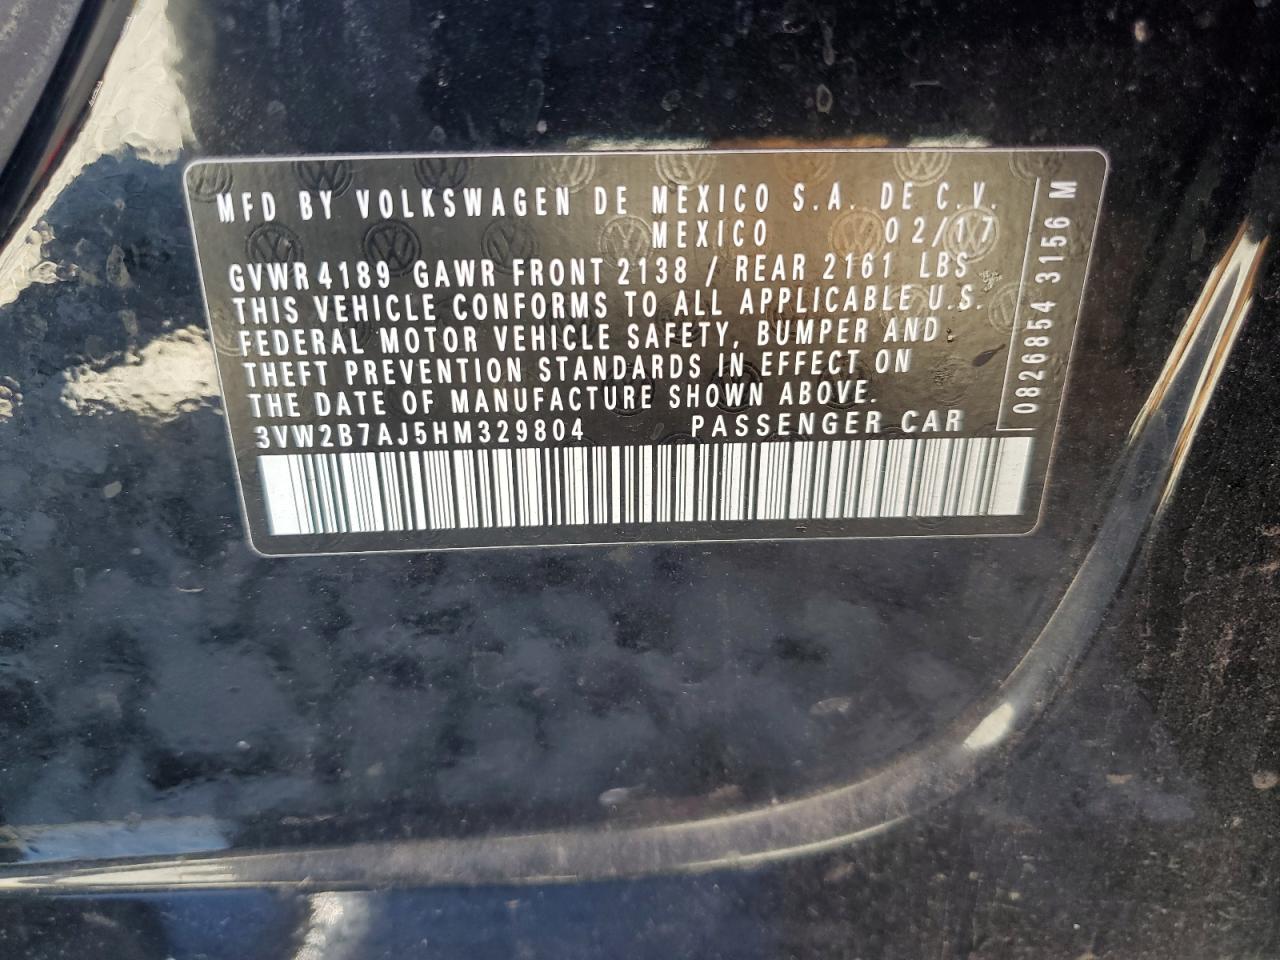 MFD BY VOLKSWAGEN DE MEXICO S.A. DE C.V.
MEXICO 02/17
GVWR 4189 GAWR FRONT 2138 / REAR 2161 LBS
THIS VEHICLE CONFORMS TO ALL APPLICABLE U.S.
FEDERAL MOTOR VEHICLE SAFETY, BUMPER AND
THEFT PREVENTION STANDARDS IN EFFECT ON
THE DATE OF MANUFACTURE SHOWN ABOVE.
3VW2B7AJ5HM329804 PASSENGER CAR
0826854 3156 M